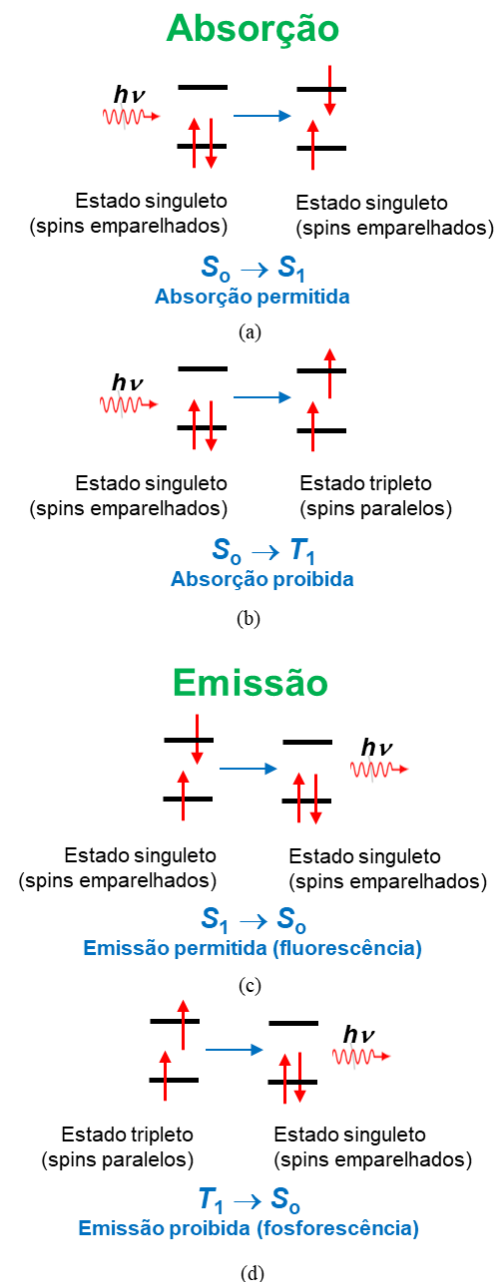 Absorção
hν
Estado singuleto
(spins emparelhados)
Estado singuleto
(spins emparelhados)
So → S1
Absorção permitida
(a)
hν
Estado singuleto
(spins emparelhados)
Estado tripleto
(spins paralelos)
So → T1
Absorção proibida
(b)
Emissão
hν
Estado singuleto
(spins emparelhados)
Estado singuleto
(spins emparelhados)
S1 → So
Emissão permitida (fluorescência)
(c)
hν
Estado tripleto
(spins paralelos)
Estado singuleto
(spins emparelhados)
T1 → So
Emissão proibida (fosforescência)
(d)